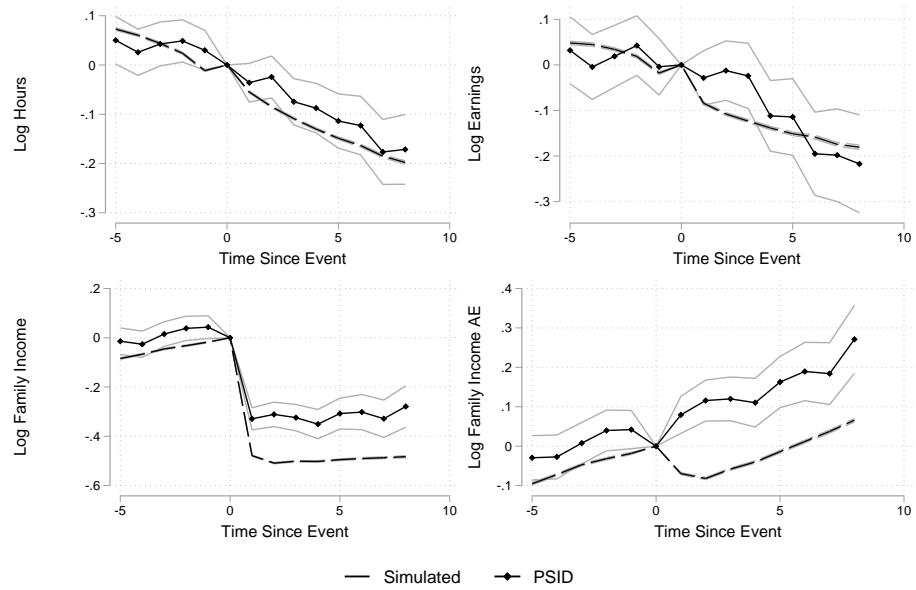 .1
0
-.1
-.2
-.3
Log Hours
-5 0 5 10
Time Since Event
.1
0
-.1
-.2
-.3
Log Earnings
-5 0 5 10
Time Since Event
.2
0
-.2
-.4
-.6
Log Family Income
-5 0 5 10
Time Since Event
.4
.3
.2
.1
0
-.1
Log Family Income AE
-5 0 5 10
Time Since Event
Simulated PSID